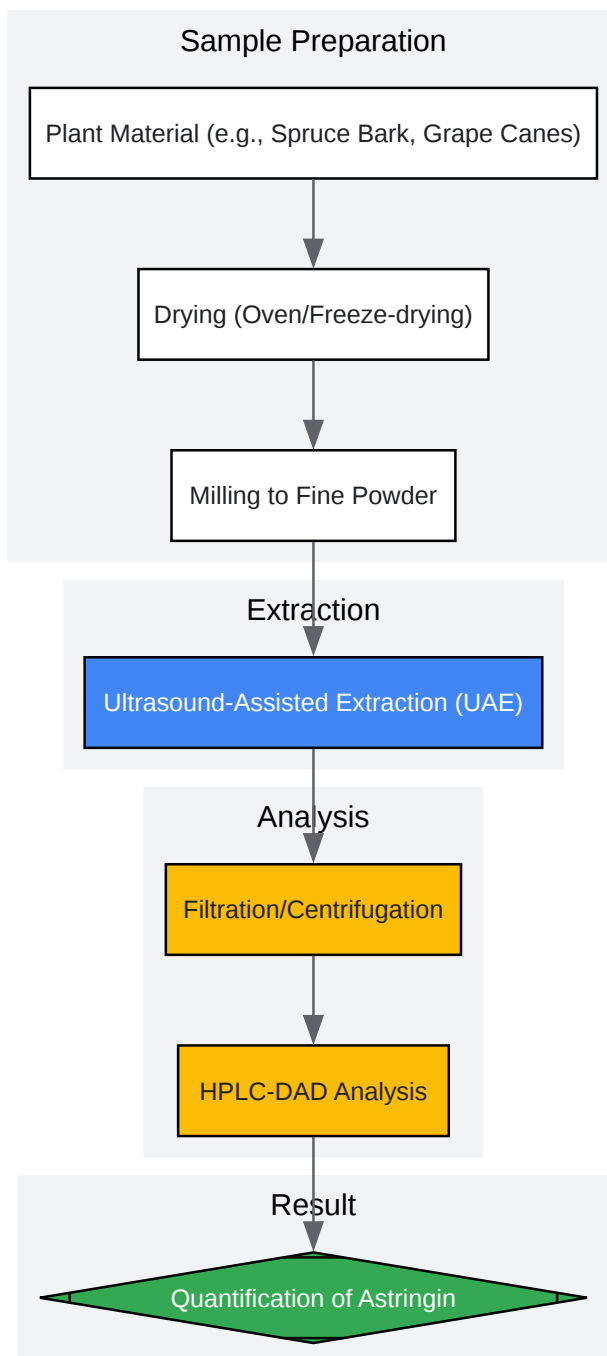 Sample Preparation
Plant Material (e.g., Spruce Bark, Grape Canes)
Drying (Oven/Freeze-drying)
Milling to Fine Powder
Extraction
Ultrasound-Assisted Extraction (UAE)
Analysis
Filtration/Centrifugation
HPLC-DAD Analysis
Result
Quantification of Astringin